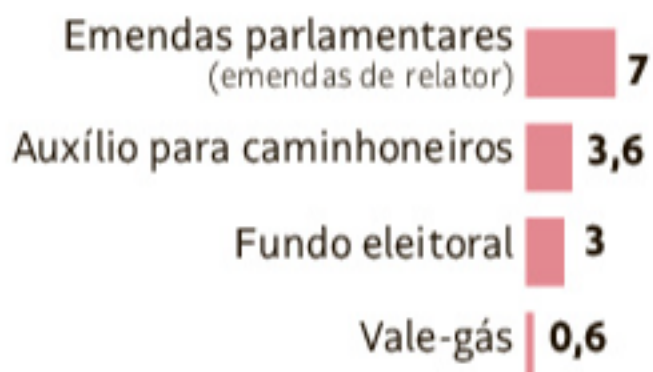 Emendas parlamentares
(emendas de relator)
7
Auxílio para caminhoneiros
3,6
Fundo eleitoral
3
Vale-gás
0,6